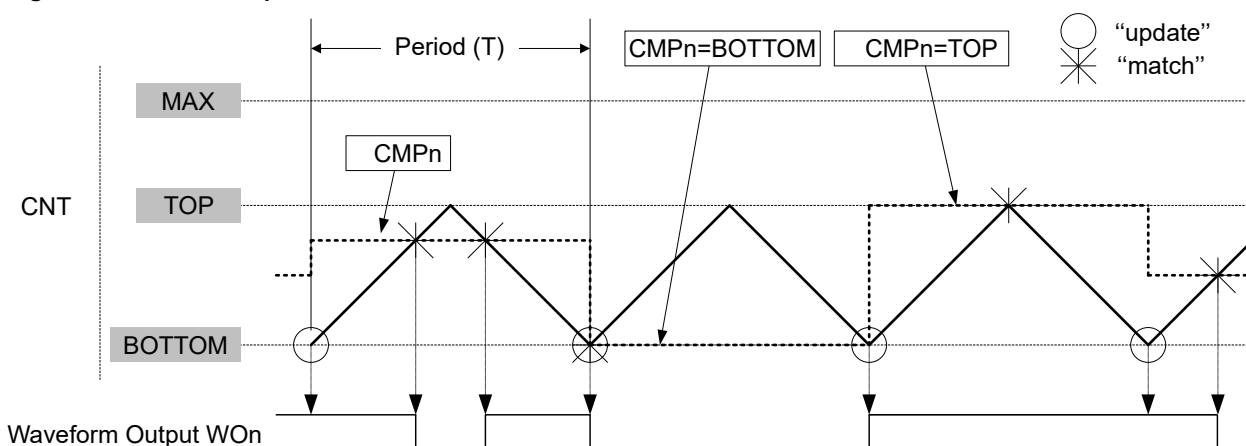 Period (T)
CMPn=BOTTOM
CMPn=TOP
“update”
“match”
MAX
CMPn
CNT
TOP
BOTTOM
Waveform Output WOn